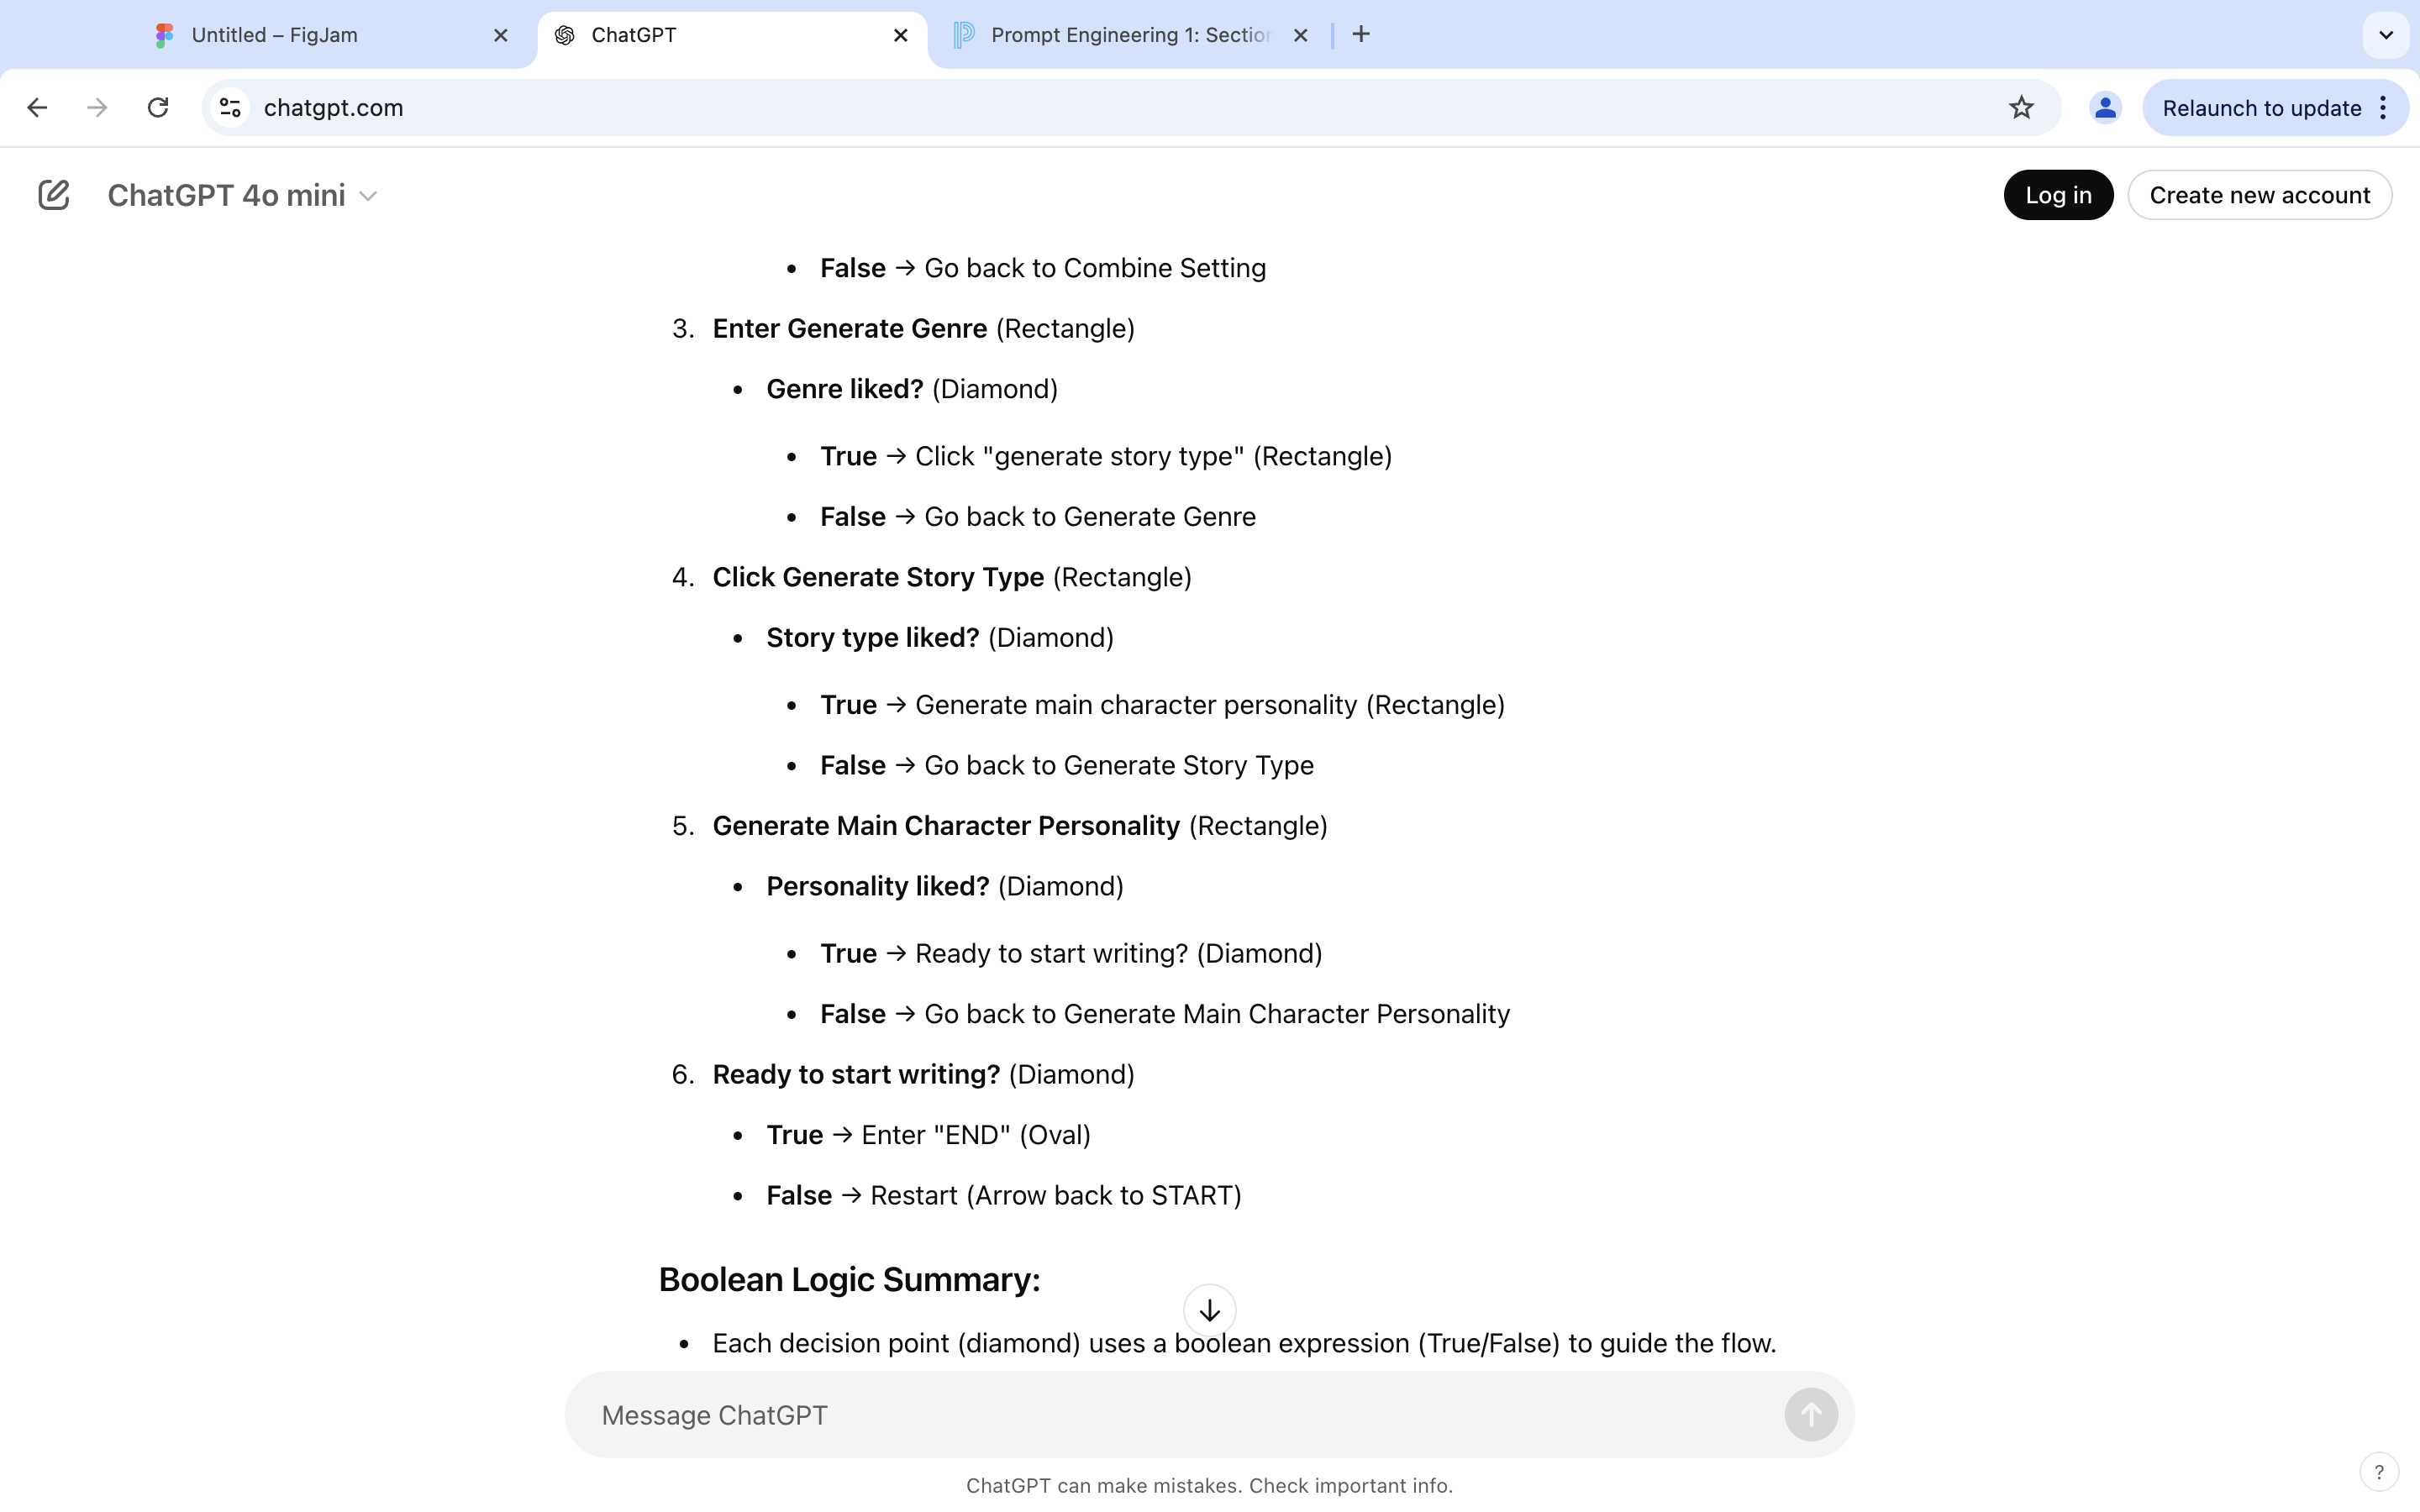 Untitled – FigJam
ChatGPT
Prompt Engineering 1: Section
chatgpt.com
Relaunch to update
ChatGPT 4o mini
Log in
Create new account
• False → Go back to Combine Setting
3. Enter Generate Genre (Rectangle)
• Genre liked? (Diamond)
• True → Click "generate story type" (Rectangle)
• False → Go back to Generate Genre
4. Click Generate Story Type (Rectangle)
• Story type liked? (Diamond)
• True → Generate main character personality (Rectangle)
• False → Go back to Generate Story Type
5. Generate Main Character Personality (Rectangle)
• Personality liked? (Diamond)
• True → Ready to start writing? (Diamond)
• False → Go back to Generate Main Character Personality
6. Ready to start writing? (Diamond)
• True → Enter "END" (Oval)
• False → Restart (Arrow back to START)
Boolean Logic Summary:
• Each decision point (diamond) uses a boolean expression (True/False) to guide the flow.
Message ChatGPT
ChatGPT can make mistakes. Check important info.
?